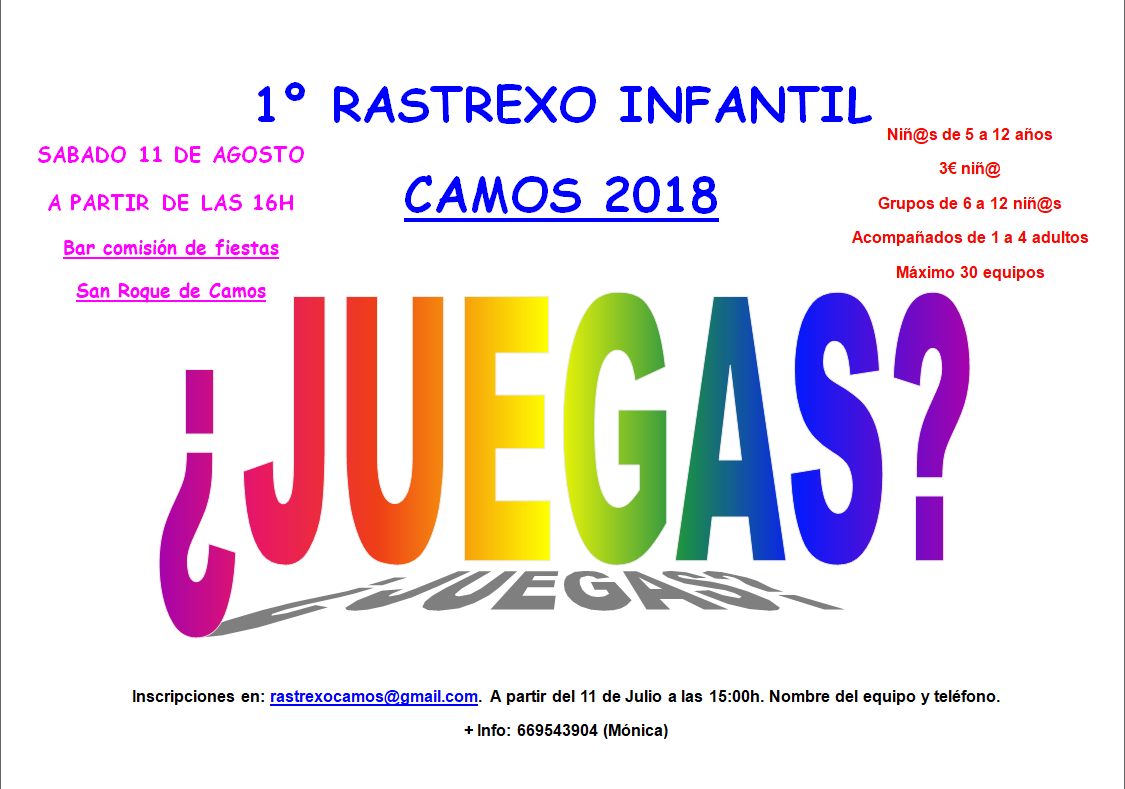 1º RASTREXO INFANTIL
CAMOS 2018
SABADO 11 DE AGOSTO
A PARTIR DE LAS 16H
Bar comisión de fiestas
San Roque de Camos
Niñ@s de 5 a 12 años
3€ niñ@
Grupos de 6 a 12 niñ@s
Acompañados de 1 a 4 adultos
Máximo 30 equipos
¿JUEGAS?
Inscripciones en: rastrexocamos@gmail.com. A partir del 11 de Julio a las 15:00h. Nombre del equipo y teléfono.
+ Info: 669543904 (Mónica)